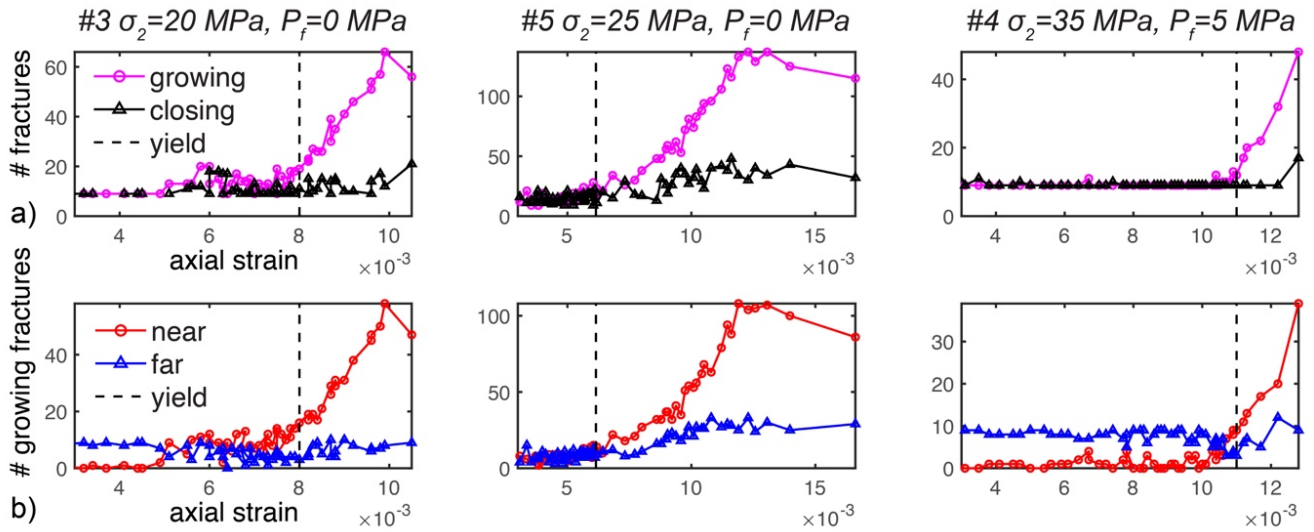 #3 σ2=20 MPa, Pf=0 MPa
#5 σ2=25 MPa, Pf=0 MPa
#4 σ2=35 MPa, Pf=5 MPa
a)
# fractures
60
40
20
0
growing
closing
yield
4 6 8 10
axial strain
×10-3
100
50
0
5 10 15
×10-3
40
20
0
4 6 8 10 12
×10-3
b)
# growing fractures
40
20
0
near
far
yield
4 6 8 10
axial strain
×10-3
100
50
0
5 10 15
×10-3
30
20
10
0
4 6 8 10 12
×10-3